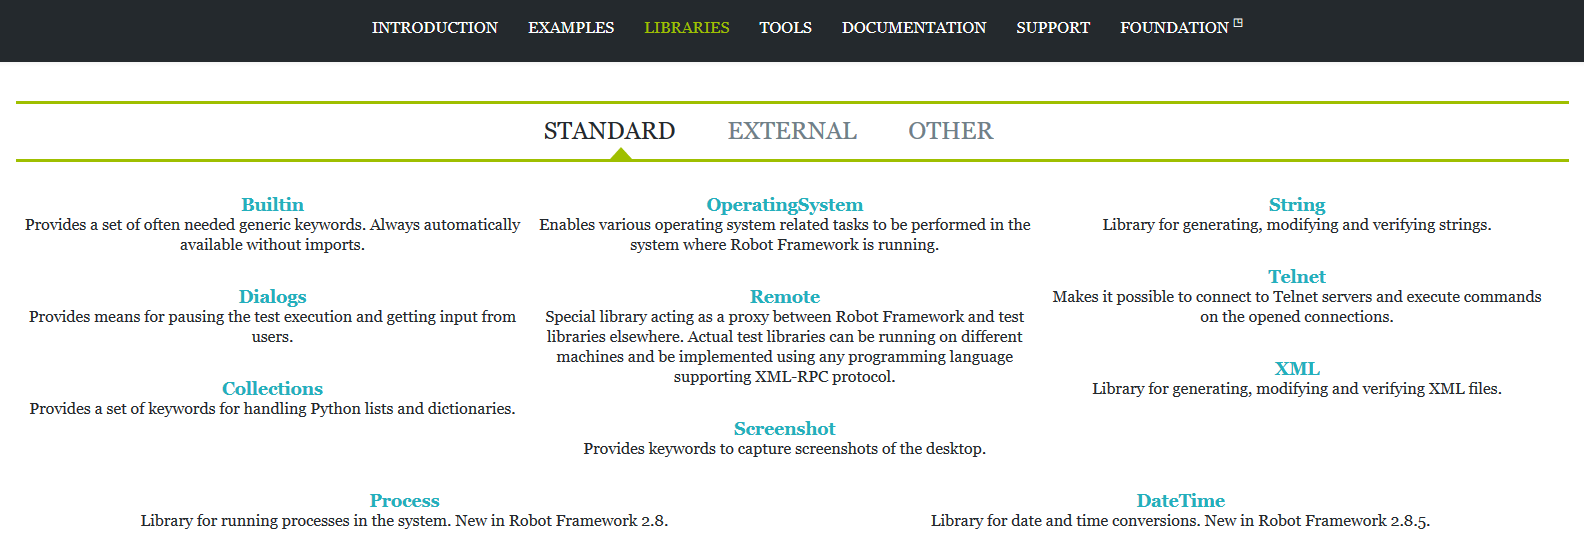 INTRODUCTION EXAMPLES LIBRARIES TOOLS DOCUMENTATION SUPPORT FOUNDATION
STANDARD EXTERNAL OTHER
Builtin
Provides a set of often needed generic keywords. Always automatically
available without imports.
Dialogs
Provides means for pausing the test execution and getting input from
users.
Collections
Provides a set of keywords for handling Python lists and dictionaries.
OperatingSystem
Enables various operating system related tasks to be performed in the
system where Robot Framework is running.
Remote
Special library acting as a proxy between Robot Framework and test
libraries elsewhere. Actual test libraries can be running on different
machines and be implemented using any programming language
supporting XML-RPC protocol.
Screenshot
Provides keywords to capture screenshots of the desktop.
String
Library for generating, modifying and verifying strings.
Telnet
Makes it possible to connect to Telnet servers and execute commands
on the opened connections.
XML
Library for generating, modifying and verifying XML files.
Process
Library for running processes in the system. New in Robot Framework 2.8.
DateTime
Library for date and time conversions. New in Robot Framework 2.8.5.